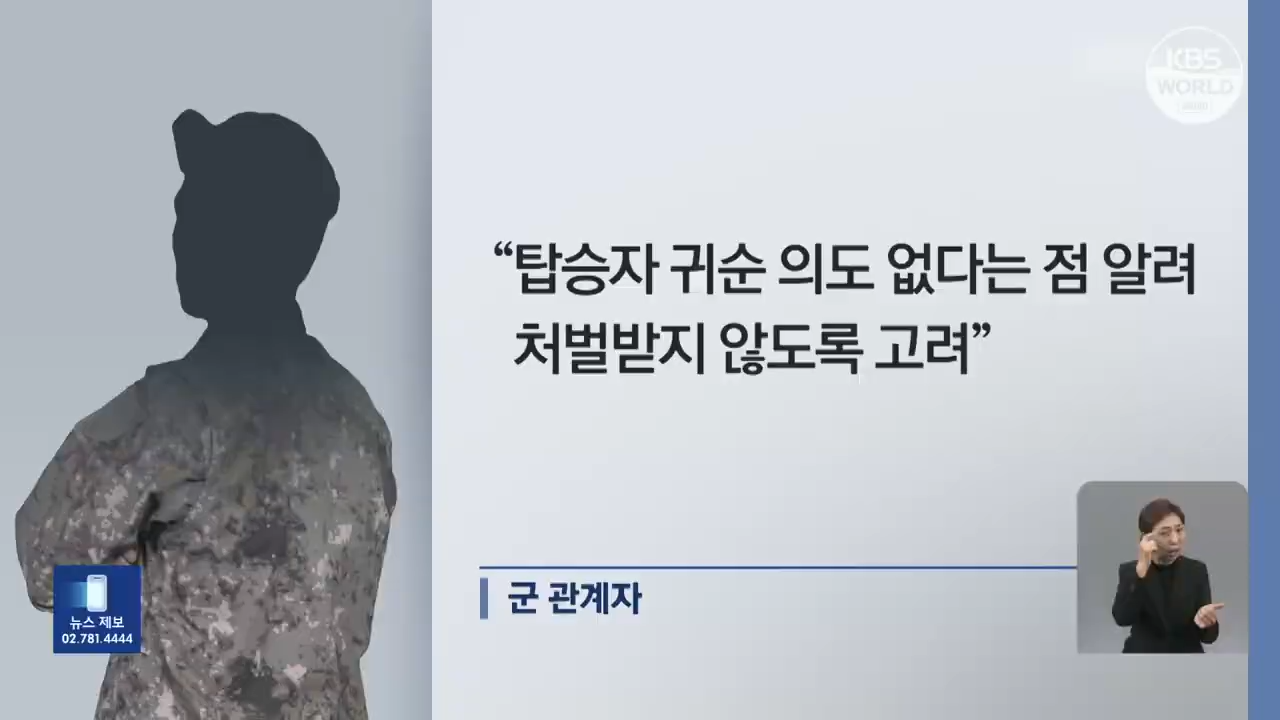 KBS
WORLD
“탑승자 귀순 의도 없다는 점 알려
처벌받지 않도록 고려”
군 관계자
뉴스 제보
02.781.4444